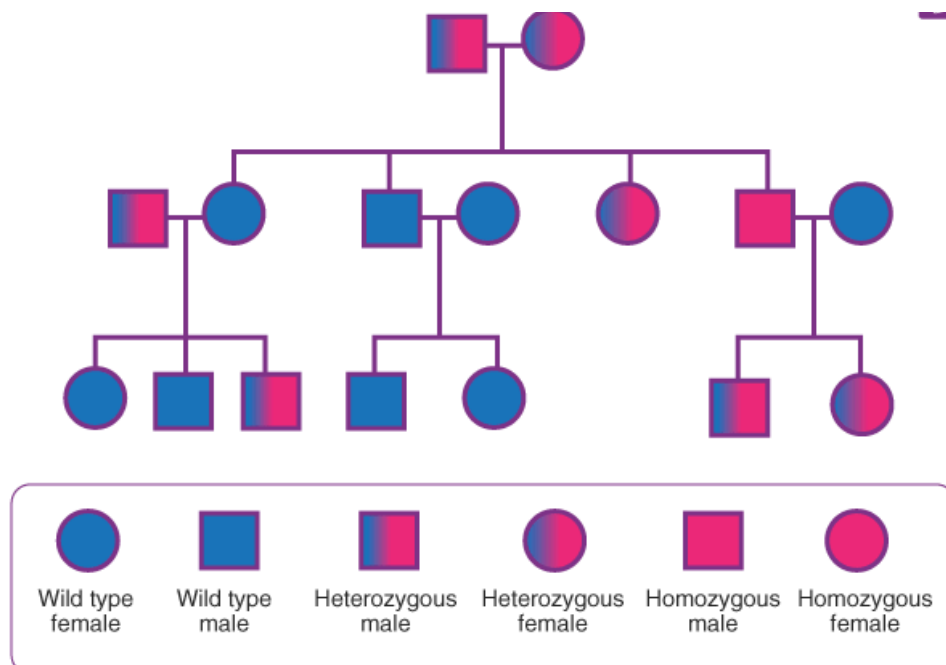 Wild type female
Wild type male
Heterozygous male
Heterozygous female
Homozygous male
Homozygous female